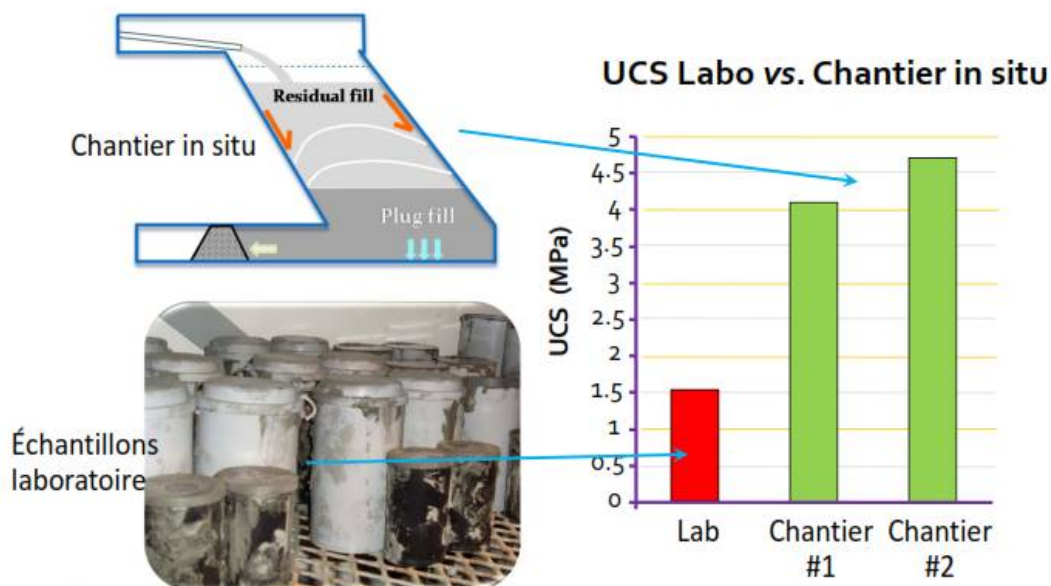 UCS Labo vs. Chantier in situ
Residual fill
Chantier in situ
Plug fill
Échantillons
laboratoire
UCS (MPa)
5
4.5
4
3.5
3
2.5
2
1.5
1
0.5
0
Lab
Chantier
#1
Chantier
#2